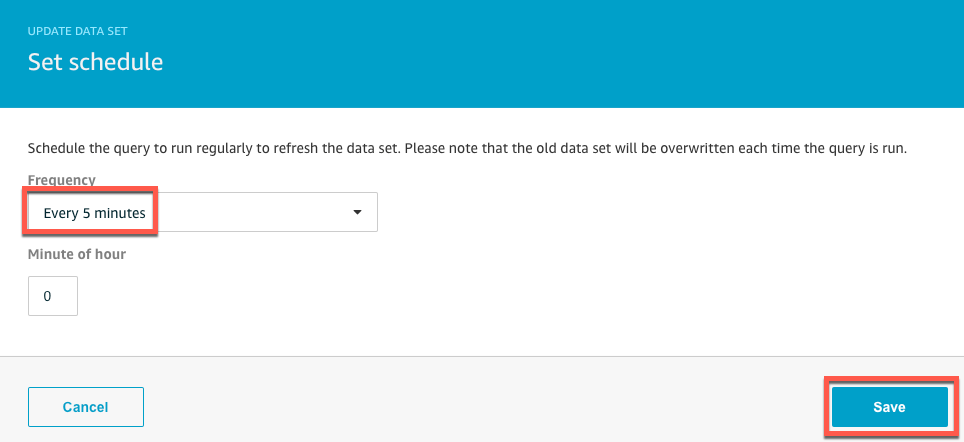 UPDATE DATA SET
Set schedule
Schedule the query to run regularly to refresh the data set. Please note that the old data set will be overwritten each time the query is run.
Frequency
Every 5 minutes
Minute of hour
0
Cancel
Save